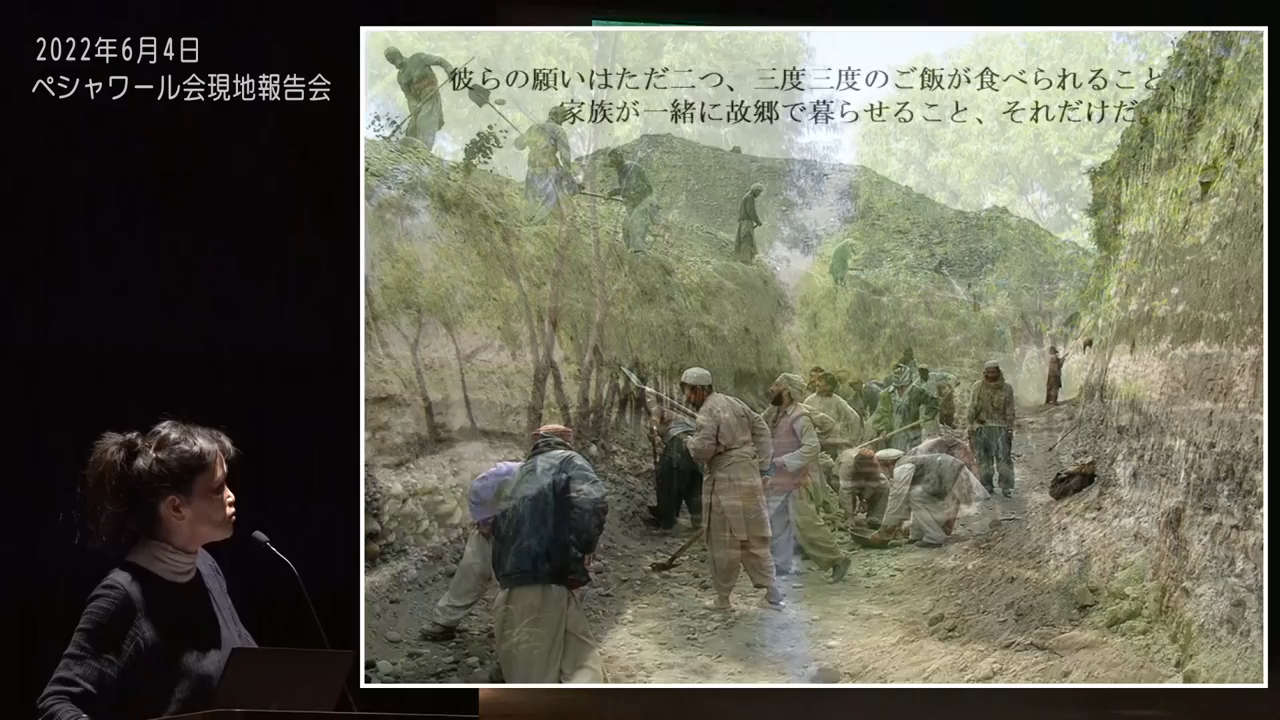 2022年6月4日
ペシャワール会現地報告会
彼らの願いはただ二つ、三度三度のご飯が食べられること、
家族が一緒に故郷で暮らせること、それだけだ。